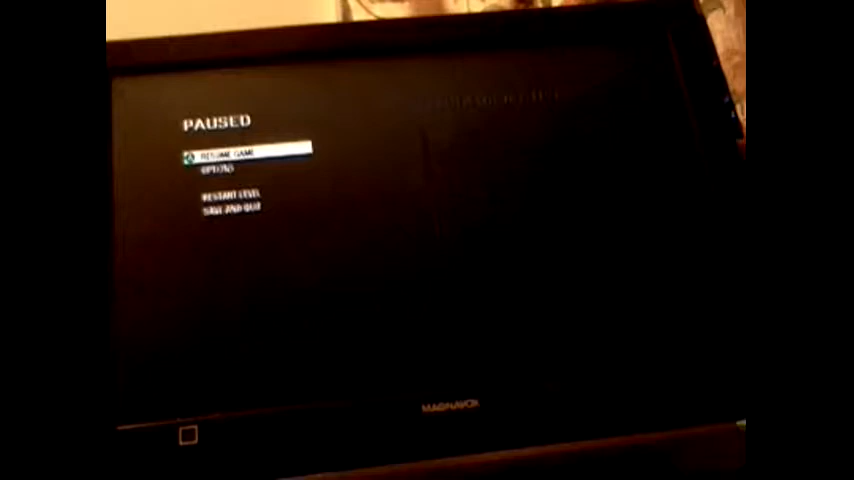 PAUSED
RESUME GAME
OPTIONS
RESTART LEVEL
SAVE AND QUIT
MAGNAVOX